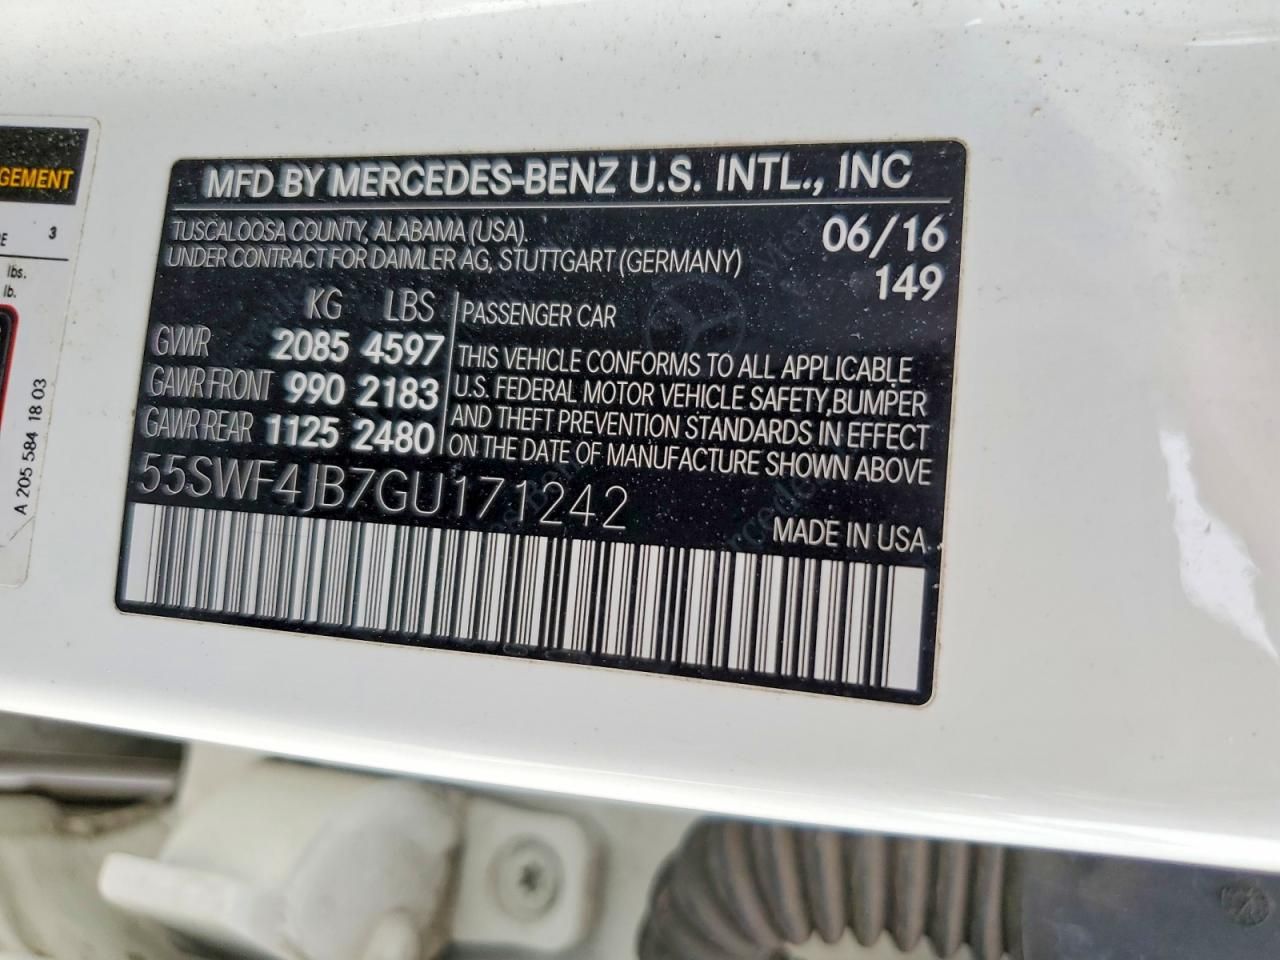 GEMENT
3
lbs.
lb.
A 205 584 18 03
MFD BY MERCEDES-BENZ U.S. INTL., INC
TUSCALOOSA COUNTY, ALABAMA (USA).
06/16
UNDER CONTRACT FOR DAIMLER AG, STUTTGART (GERMANY)
149
KG LBS
GVWR 2085 4597
GAWR FRONT 990 2183
GAWR REAR 1125 2480
PASSENGER CAR
THIS VEHICLE CONFORMS TO ALL APPLICABLE
U.S. FEDERAL MOTOR VEHICLE SAFETY, BUMPER
AND THEFT PREVENTION STANDARDS IN EFFECT
ON THE DATE OF MANUFACTURE SHOWN ABOVE
55SWF4JB7GU171242
MADE IN USA